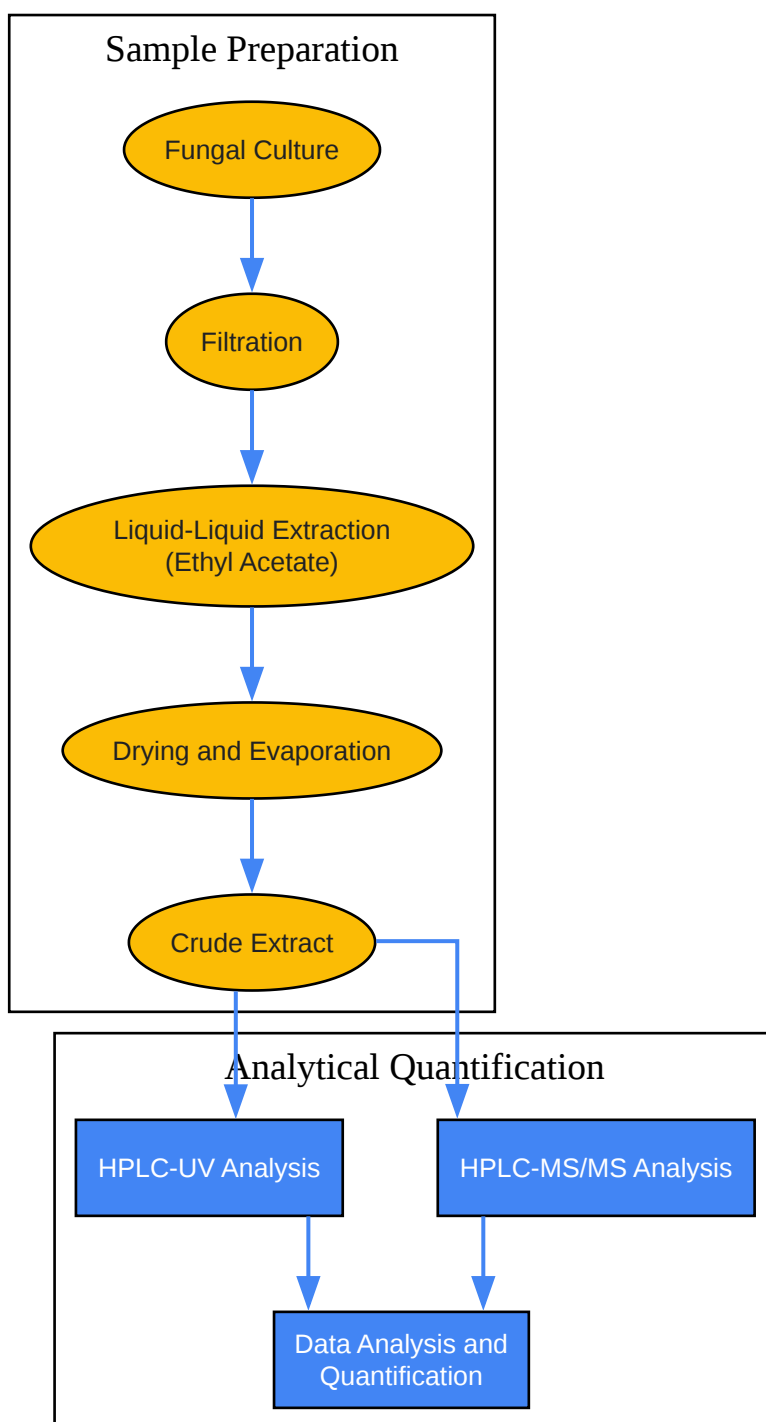 Sample Preparation
Fungal Culture
Filtration
Liquid-Liquid Extraction
(Ethyl Acetate)
Drying and Evaporation
Crude Extract
Analytical Quantification
HPLC-UV Analysis
HPLC-MS/MS Analysis
Data Analysis and
Quantification